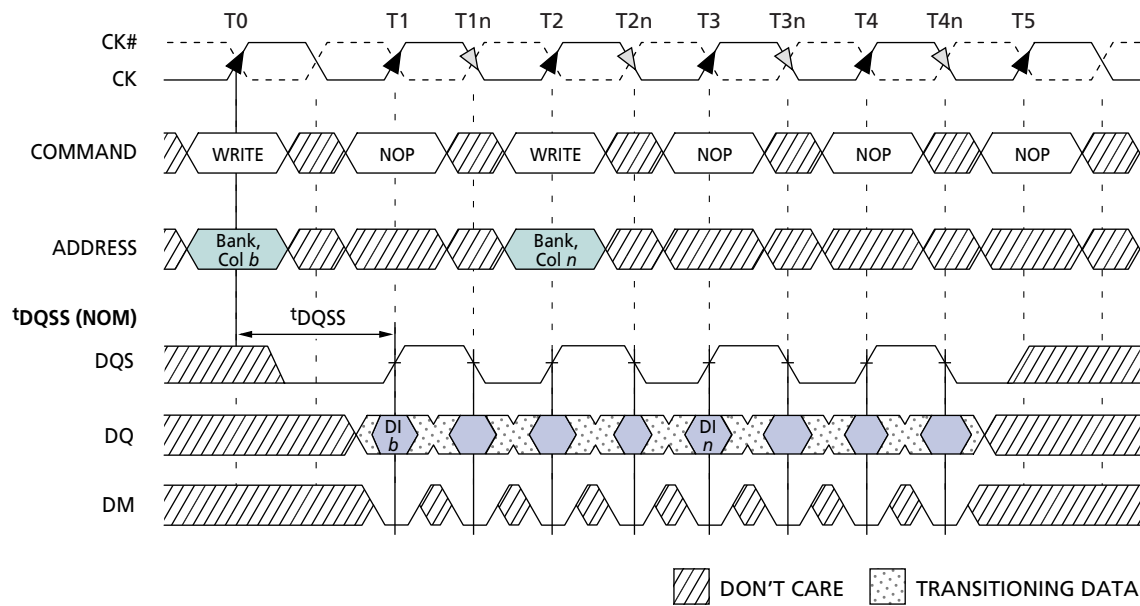 T0 T1 T1n T2 T2n T3 T3n T4 T4n T5
CK#
CK
COMMAND WRITE NOP WRITE NOP NOP NOP
ADDRESS Bank, Col b Bank, Col n
tDQSS (NOM) tDQSS
DQS
DQ DI b DI n
DM
DON'T CARE TRANSITIONING DATA